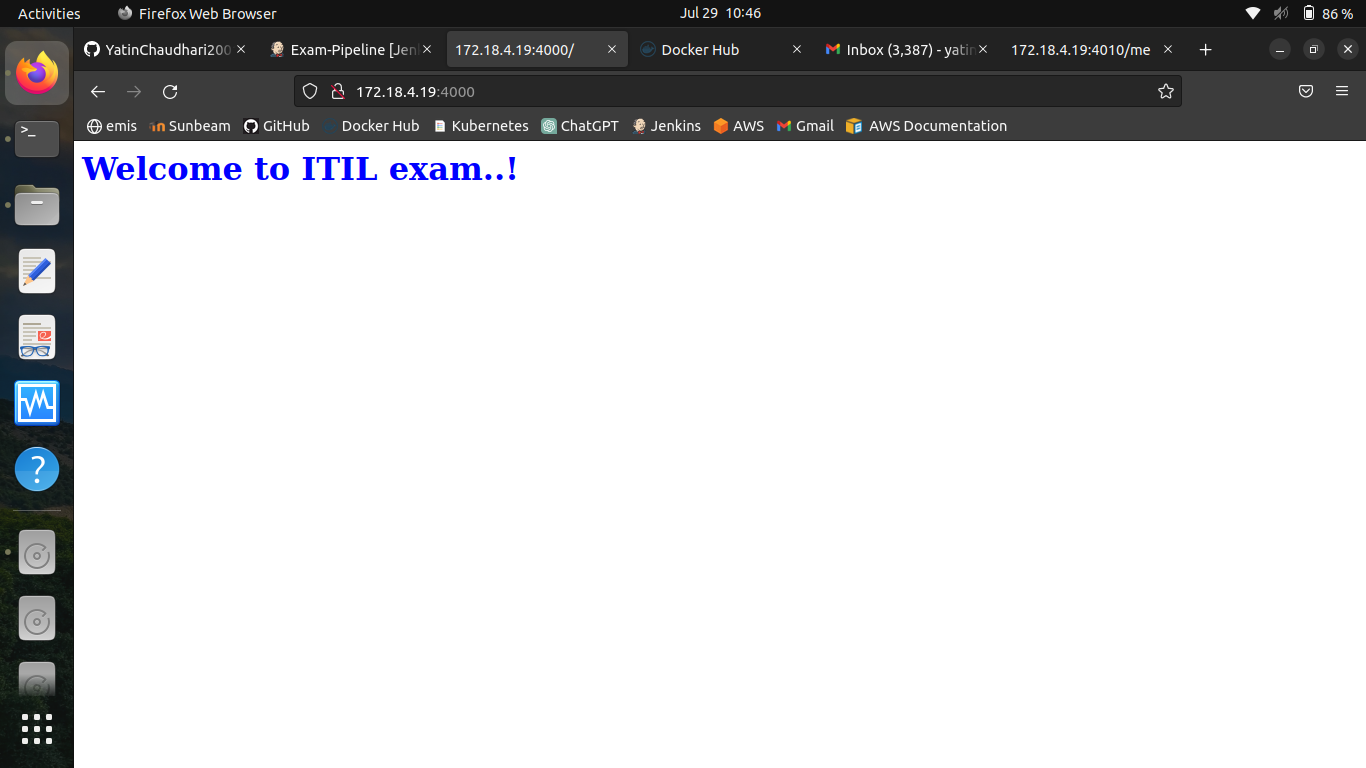 Activities Firefox Web Browser Jul 29 10:46 86 %
YatinChaudhari200 Exam-Pipeline [Jen 172.18.4.19:4000/ Docker Hub Inbox (3,387) - yatin 172.18.4.19:4010/me
172.18.4.19:4000
emis Sunbeam GitHub Docker Hub Kubernetes ChatGPT Jenkins AWS Gmail AWS Documentation
Welcome to ITIL exam..!